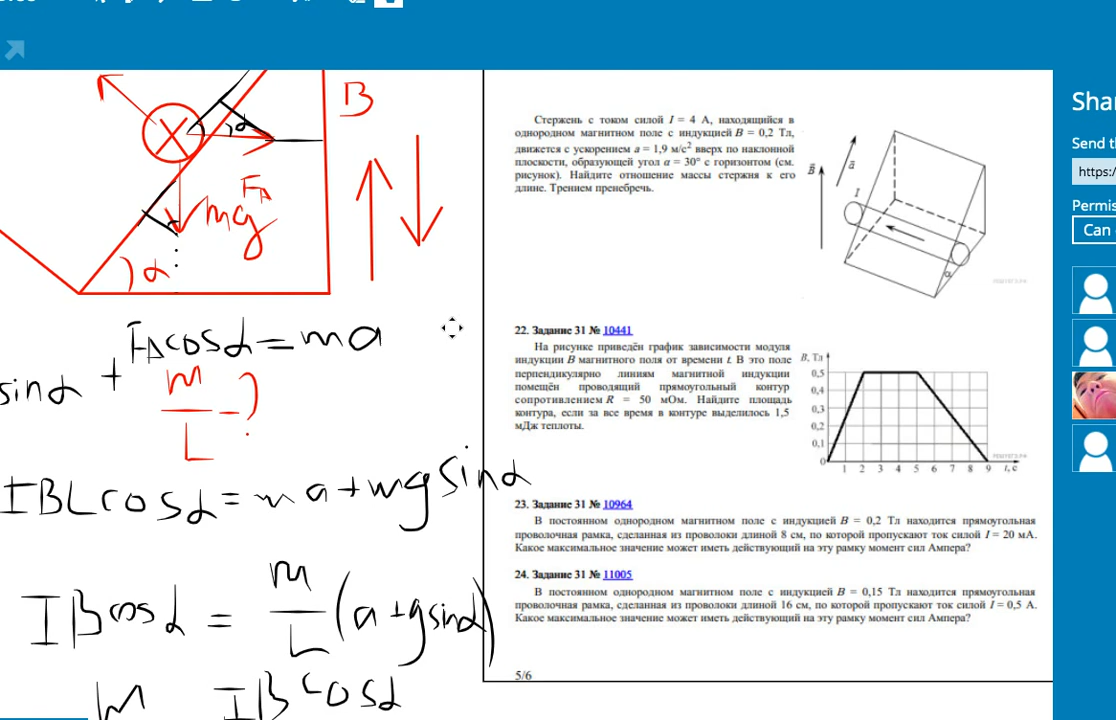 Shar
Send th
https:/
Permis
Can
B
α
mg
Fд
α
FAcosα=ma
sinα +
m
L
- ?
IBLcosα=ma+mgsinα
IBcosα = m/L (a+gsinα)
m IBcosα
Стержень с током силой I = 4 А, находящийся в
однородном магнитном поле с индукцией B = 0,2 Тл,
движется с ускорением a = 1,9 м/с² вверх по наклонной
плоскости, образующей угол α = 30° с горизонтом (см.
рисунок). Найдите отношение массы стержня к его
длине. Трением пренебречь.
B
a
I
α
22. Задание 31 № 10441
На рисунке приведён график зависимости модуля
индукции B магнитного поля от времени t. В это поле
перпендикулярно линиям магнитной индукции
помещён проводящий прямоугольный контур
сопротивлением R = 50 мОм. Найдите площадь
контура, если за все время в контуре выделилось 1,5
мДж теплоты.
B, Тл
0,5
0,4
0,3
0,2
0,1
0
1 2 3 4 5 6 7 8 9 t, с
23. Задание 31 № 10964
В постоянном однородном магнитном поле с индукцией B = 0,2 Тл находится прямоугольная
проволочная рамка, сделанная из проволоки длиной 8 см, по которой пропускают ток силой I = 20 мА.
Какое максимальное значение может иметь действующий на эту рамку момент сил Ампера?
24. Задание 31 № 11005
В постоянном однородном магнитном поле с индукцией B = 0,15 Тл находится прямоугольная
проволочная рамка, сделанная из проволоки длиной 16 см, по которой пропускают ток силой I = 0,5 А.
Какое максимальное значение может иметь действующий на эту рамку момент сил Ампера?
5/6